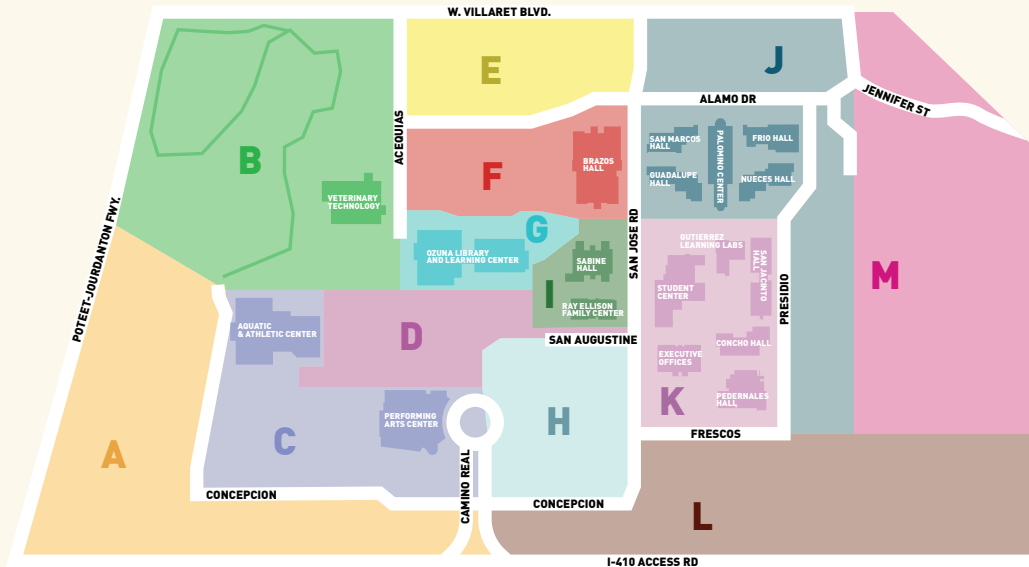 W. VILLARET BLVD.
E
J
ALAMO DR
JENNIFER ST
ACEQUIAS
B
VETERINARY
TECHNOLOGY
F
BRAZOS
HALL
SAN MARCOS
HALL
PALOMINO CENTER
FRIO HALL
GUADALUPE
HALL
NUECES HALL
POTEET-JOURDANTON FWY.
G
OZUNA LIBRARY
AND LEARNING CENTER
SABINE
HALL
I
RAY ELLISON
FAMILY CENTER
SAN JOSE RD
GUTIERREZ
LEARNING LABS
SAN JACINTO
HALL
STUDENT
CENTER
PRESIDIO
M
AQUATIC
& ATHLETIC CENTER
D
SAN AUGUSTINE
EXECUTIVE
OFFICES
CONCHO HALL
K
PEDERNALES
HALL
PERFORMING
ARTS CENTER
H
FRESCOS
A
C
CONCEPCION
CAMINO REAL
CONCEPCION
L
I-410 ACCESS RD